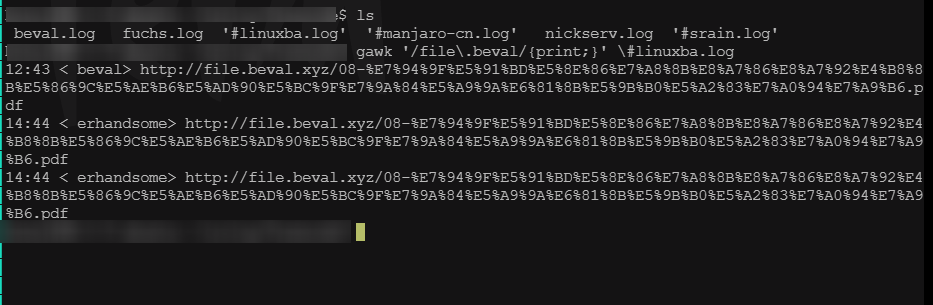 $ ls
beval.log fuchs.log '#linuxba.log' '#manjaro-cn.log' nickserv.log '#srain.log'
gawk '/file\.beval/{print;}' \#linuxba.log
12:43 < beval> http://file.beval.xyz/08-%E7%94%9F%E5%91%BD%E5%8E%86%E7%A8%8B%E8%A7%86%E8%A7%92%E4%B8%8
B%E5%86%9C%E5%AE%B6%E5%AD%90%E5%BC%9F%E7%9A%84%E5%A9%9A%E6%81%8B%E5%9B%B0%E5%A2%83%E7%A0%94%E7%A9%B6.p
df
14:44 < erhandsome> http://file.beval.xyz/08-%E7%94%9F%E5%91%BD%E5%8E%86%E7%A8%8B%E8%A7%86%E8%A7%92%E4
%B8%8B%E5%86%9C%E5%AE%B6%E5%AD%90%E5%BC%9F%E7%9A%84%E5%A9%9A%E6%81%8B%E5%9B%B0%E5%A2%83%E7%A0%94%E7%A9
%B6.pdf
14:44 < erhandsome> http://file.beval.xyz/08-%E7%94%9F%E5%91%BD%E5%8E%86%E7%A8%8B%E8%A7%86%E8%A7%92%E4
%B8%8B%E5%86%9C%E5%AE%B6%E5%AD%90%E5%BC%9F%E7%9A%84%E5%A9%9A%E6%81%8B%E5%9B%B0%E5%A2%83%E7%A0%94%E7%A9
%B6.pdf